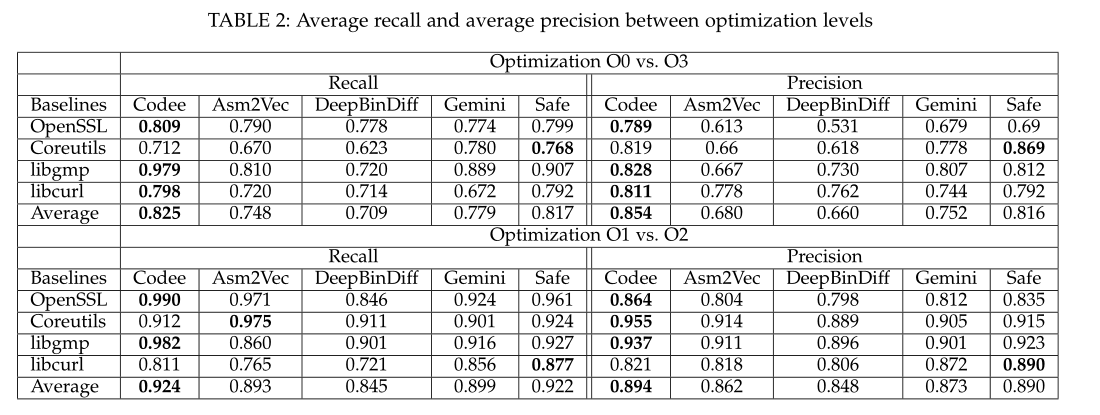 TABLE 2: Average recall and average precision between optimization levels
Optimization O0 vs. O3
Recall Precision
Baselines Codee Asm2Vec DeepBinDiff Gemini Safe Codee Asm2Vec DeepBinDiff Gemini Safe
OpenSSL 0.809 0.790 0.778 0.774 0.799 0.789 0.613 0.531 0.679 0.69
Coreutils 0.712 0.670 0.623 0.780 0.768 0.819 0.66 0.618 0.778 0.869
libgmp 0.979 0.810 0.720 0.889 0.907 0.828 0.667 0.730 0.807 0.812
libcurl 0.798 0.720 0.714 0.672 0.792 0.811 0.778 0.762 0.744 0.792
Average 0.825 0.748 0.709 0.779 0.817 0.854 0.680 0.660 0.752 0.816
Optimization O1 vs. O2
Recall Precision
Baselines Codee Asm2Vec DeepBinDiff Gemini Safe Codee Asm2Vec DeepBinDiff Gemini Safe
OpenSSL 0.990 0.971 0.846 0.924 0.961 0.864 0.804 0.798 0.812 0.835
Coreutils 0.912 0.975 0.911 0.901 0.924 0.955 0.914 0.889 0.905 0.915
libgmp 0.982 0.860 0.901 0.916 0.927 0.937 0.911 0.896 0.901 0.923
libcurl 0.811 0.765 0.721 0.856 0.877 0.821 0.818 0.806 0.872 0.890
Average 0.924 0.893 0.845 0.899 0.922 0.894 0.862 0.848 0.873 0.890